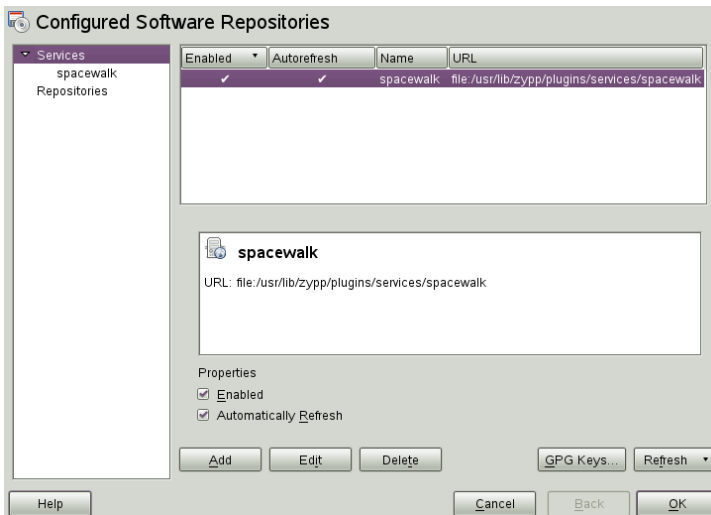 Configured Software Repositories
Services
spacewalk
Repositories
Enabled Autorefresh Name URL
✔ ✔ spacewalk file:/usr/lib/zypp/plugins/services/spacewalk
spacewalk
URL: file:/usr/lib/zypp/plugins/services/spacewalk
Properties
Enabled
Automatically Refresh
Add Edit Delete GPG Keys... Refresh
Help Cancel Back OK